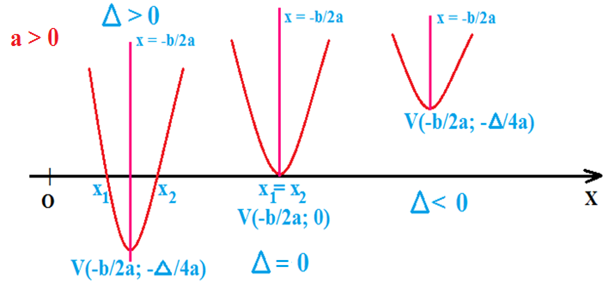 a > 0
Δ > 0
x = -b/2a
x₁
x₂
V(-b/2a; -Δ/4a)
x = -b/2a
x₁= x₂
V(-b/2a; 0)
Δ = 0
x = -b/2a
V(-b/2a; -Δ/4a)
Δ < 0
O
X